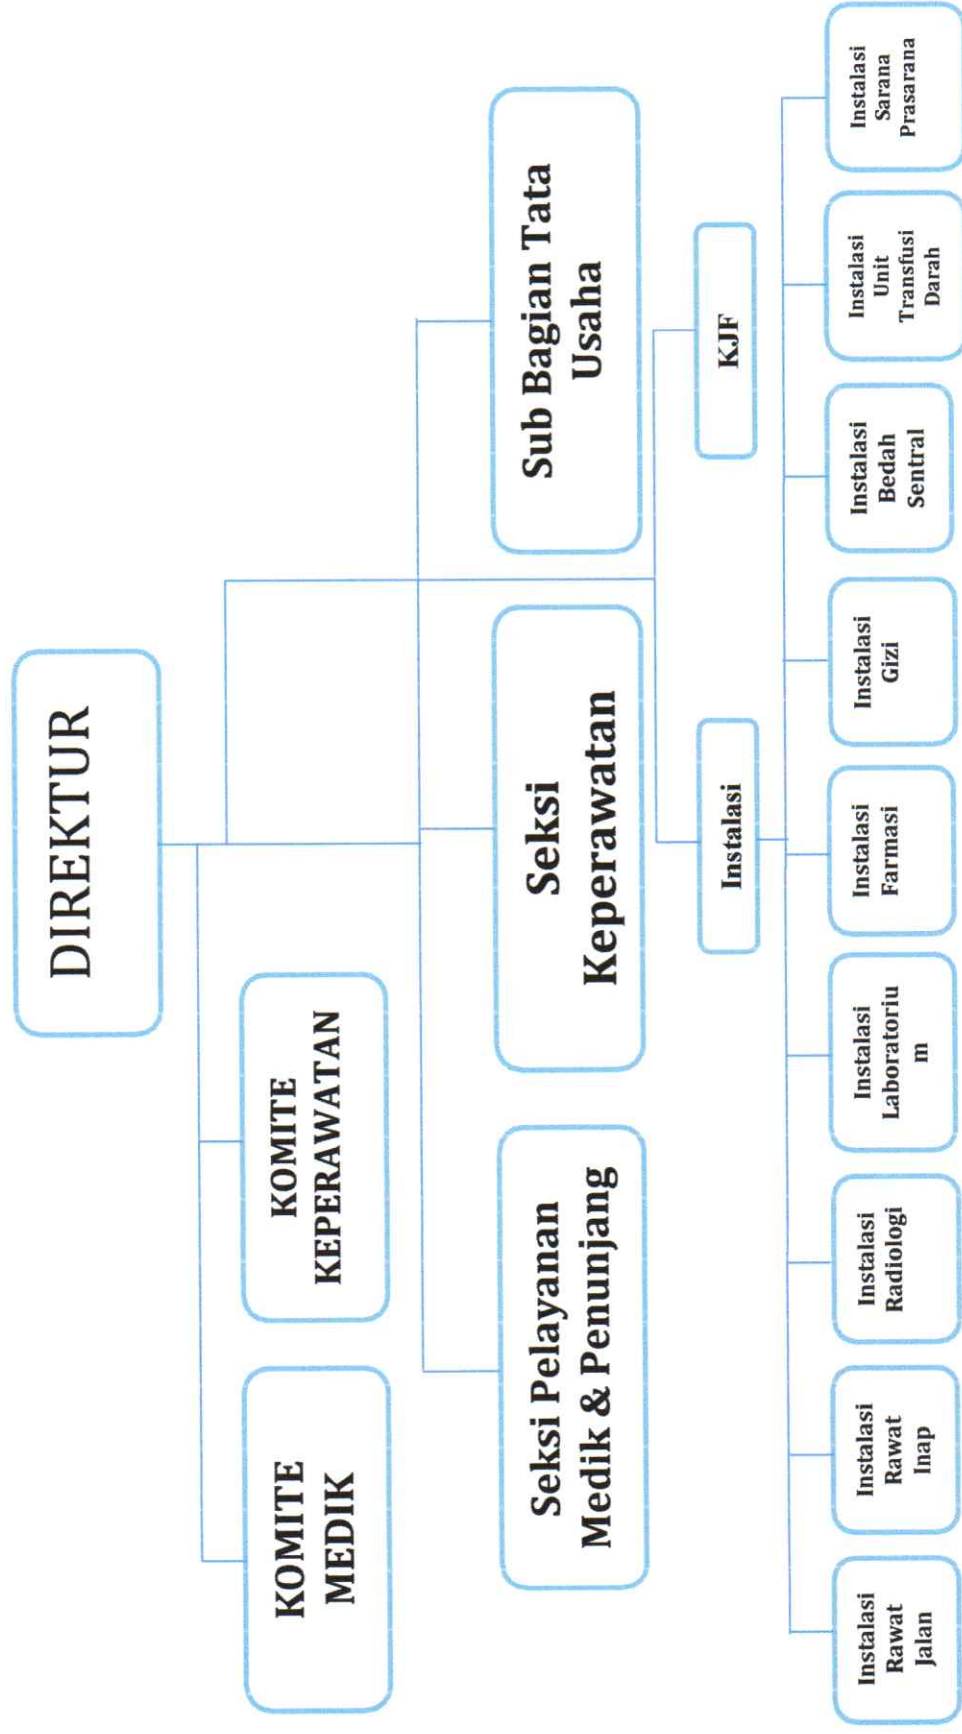 DIREKTUR
KOMITE
MEDIK
KOMITE
KEPERAWATAN
Seksi Pelayanan
Medik & Penunjang
Seksi
Keperawatan
Sub Bagian Tata
Usaha
Instalasi
KJF
Instalasi
Rawat
Jalan
Instalasi
Rawat
Inap
Instalasi
Radiologi
Instalasi
Laboratoriu
m
Instalasi
Farmasi
Instalasi
Gizi
Instalasi
Bedah
Sentral
Instalasi
Unit
Transfusi
Darah
Instalasi
Sarana
Prasarana